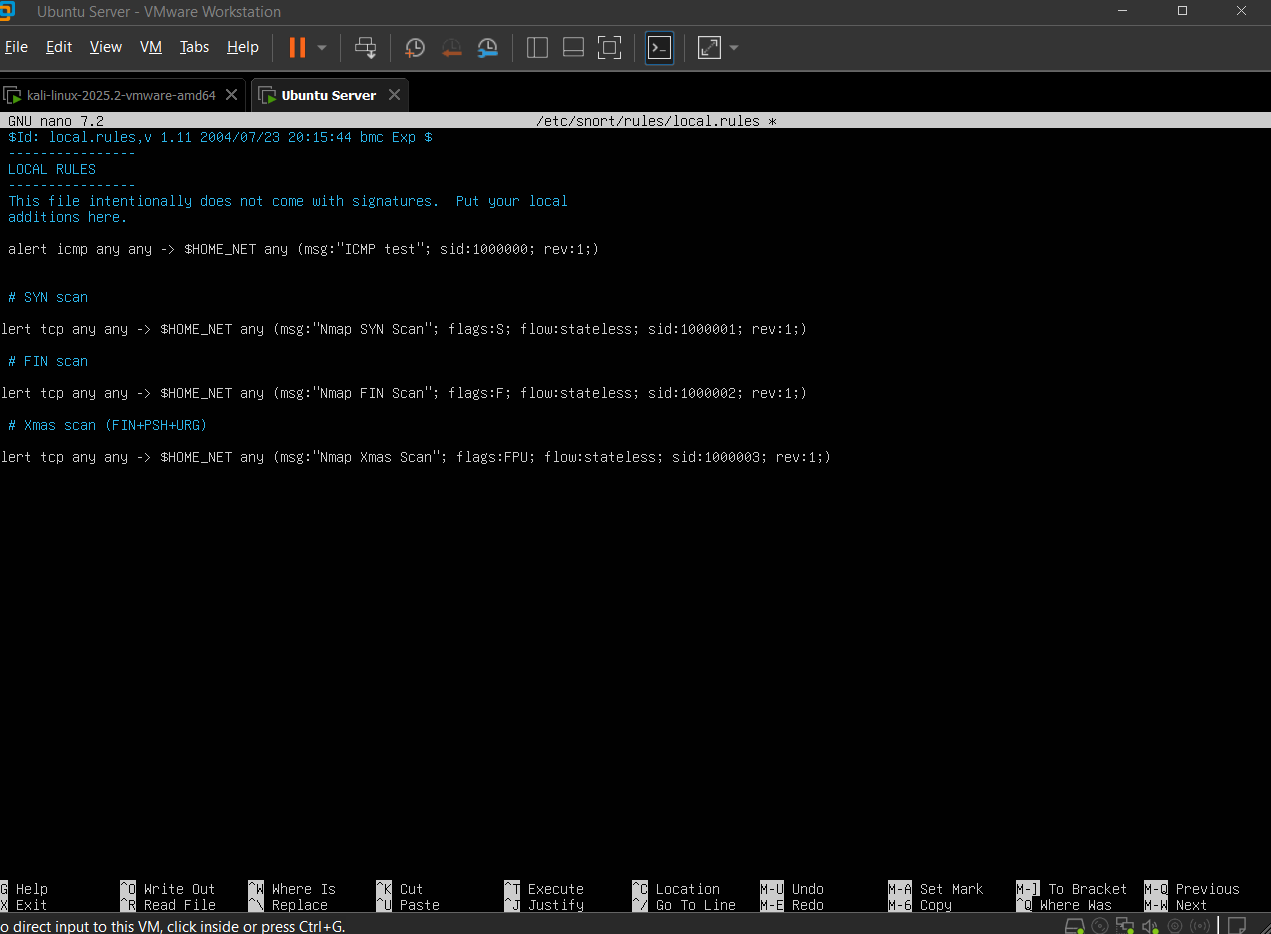 Ubuntu Server - VMware Workstation
File Edit View VM Tabs Help
kali-linux-2025.2-vmware-amd64 Ubuntu Server
GNU nano 7.2 /etc/snort/rules/local.rules *
$Id: local.rules,v 1.11 2004/07/23 20:15:44 bmc Exp $
----------------
LOCAL RULES
----------------
This file intentionally does not come with signatures.  Put your local
additions here.
alert icmp any any -> $HOME_NET any (msg:"ICMP test"; sid:1000000; rev:1;)
# SYN scan
lert tcp any any -> $HOME_NET any (msg:"Nmap SYN Scan"; flags:S; flow:stateless; sid:1000001; rev:1;)
# FIN scan
lert tcp any any -> $HOME_NET any (msg:"Nmap FIN Scan"; flags:F; flow:stateless; sid:1000002; rev:1;)
# Xmas scan (FIN+PSH+URG)
lert tcp any any -> $HOME_NET any (msg:"Nmap Xmas Scan"; flags:FPU; flow:stateless; sid:1000003; rev:1;)
G Help ^O Write Out ^W Where Is ^K Cut ^T Execute ^C Location M-U Undo M-A Set Mark M-] To Bracket M-Q Previous
X Exit ^R Read File ^\ Replace ^U Paste ^J Justify ^/ Go To Line M-E Redo M-6 Copy ^Q Where Was M-W Next
o direct input to this VM, click inside or press Ctrl+G.